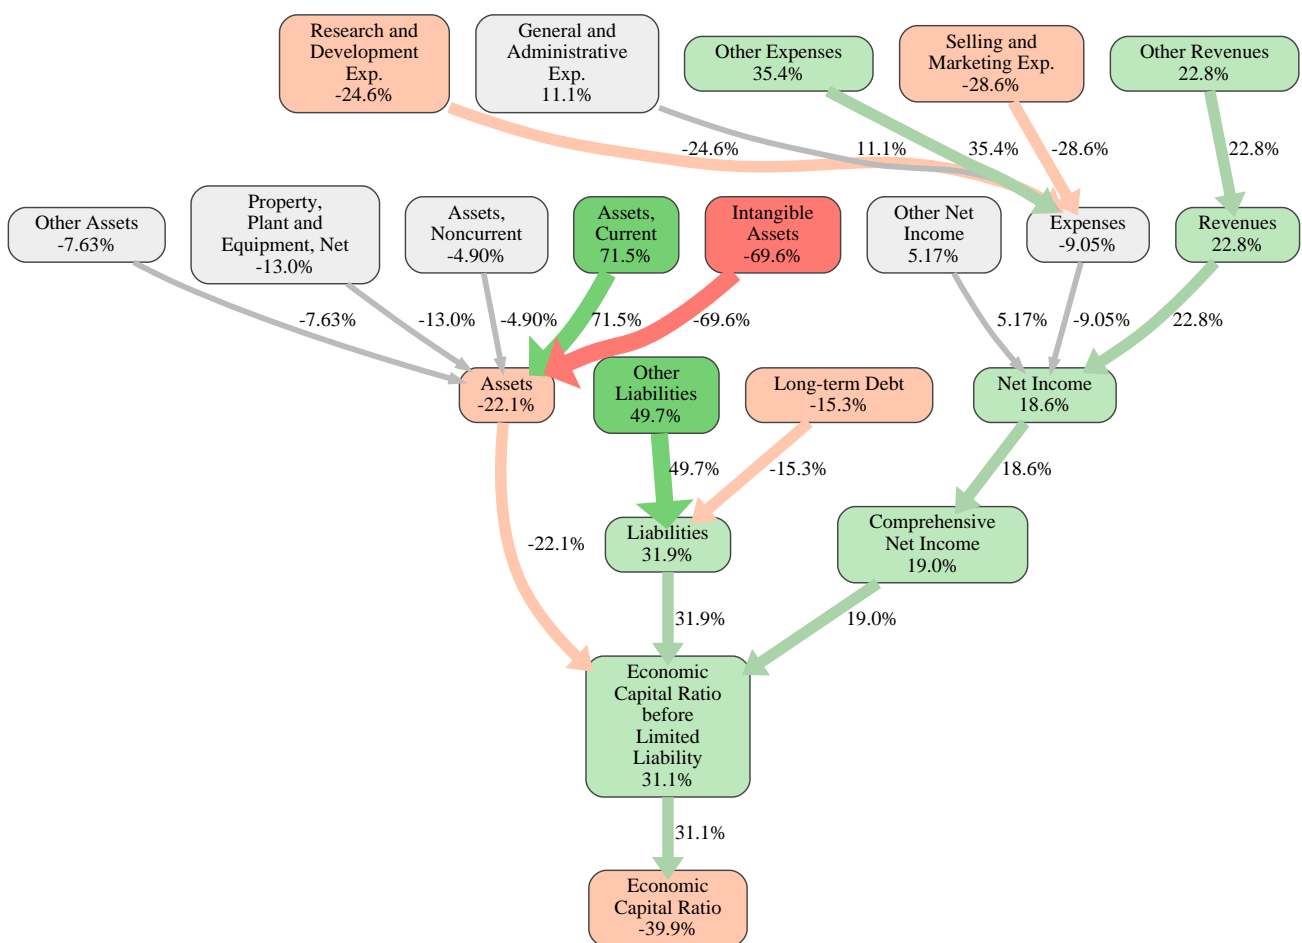 Research and
Development
Exp.
-24.6%
General and
Administrative
Exp.
11.1%
Other Expenses
35.4%
Selling and
Marketing Exp.
-28.6%
Other Revenues
22.8%
-24.6%
11.1%
35.4%
-28.6%
22.8%
Other Assets
-7.63%
Property,
Plant and
Equipment, Net
-13.0%
Assets,
Noncurrent
-4.90%
Assets,
Current
71.5%
Intangible
Assets
-69.6%
Other Net
Income
5.17%
Expenses
-9.05%
Revenues
22.8%
-7.63%
-13.0%
-4.90%
71.5%
-69.6%
5.17%
-9.05%
22.8%
Assets
-22.1%
Other
Liabilities
49.7%
Long-term Debt
-15.3%
Net Income
18.6%
49.7%
-15.3%
18.6%
Liabilities
31.9%
Comprehensive
Net Income
19.0%
-22.1%
31.9%
19.0%
Economic
Capital Ratio
before
Limited
Liability
31.1%
31.1%
Economic
Capital Ratio
-39.9%